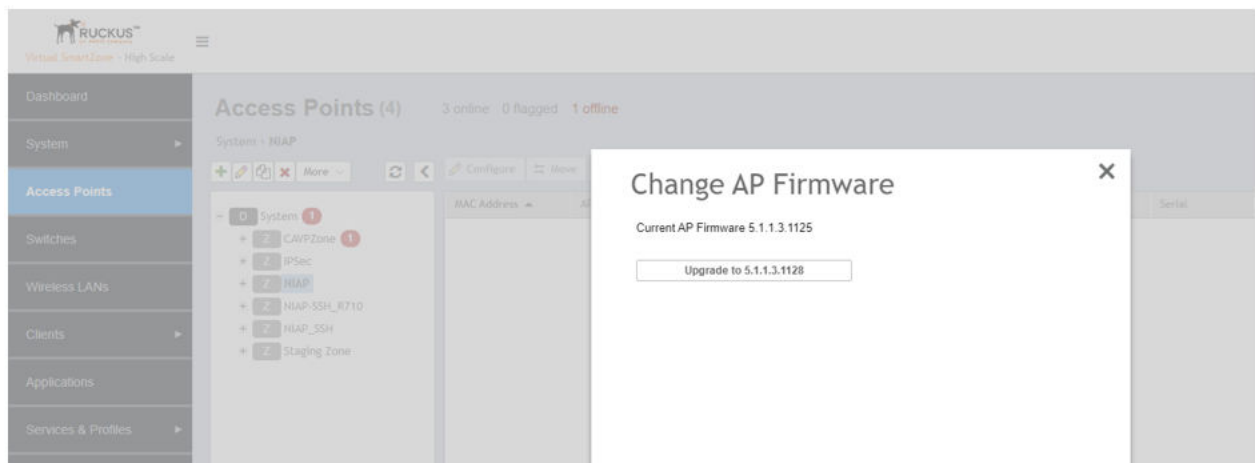 RUCKUS™
Virtual SmartZone - High Scale
Dashboard
System
Access Points
Switches
Wireless LANs
Clients
Applications
Services & Profiles
Access Points (4) 3 online 0 flagged 1 offline
System > NIAP
More
Configure Move
MAC Address
Serial
D System 1
Z CAVPZone 1
Z IPSec
Z NIAP
Z NIAP-SSH_R710
Z NIAP_SSH
Z Staging Zone
Change AP Firmware
Current AP Firmware 5.1.1.3.1125
Upgrade to 5.1.1.3.1128